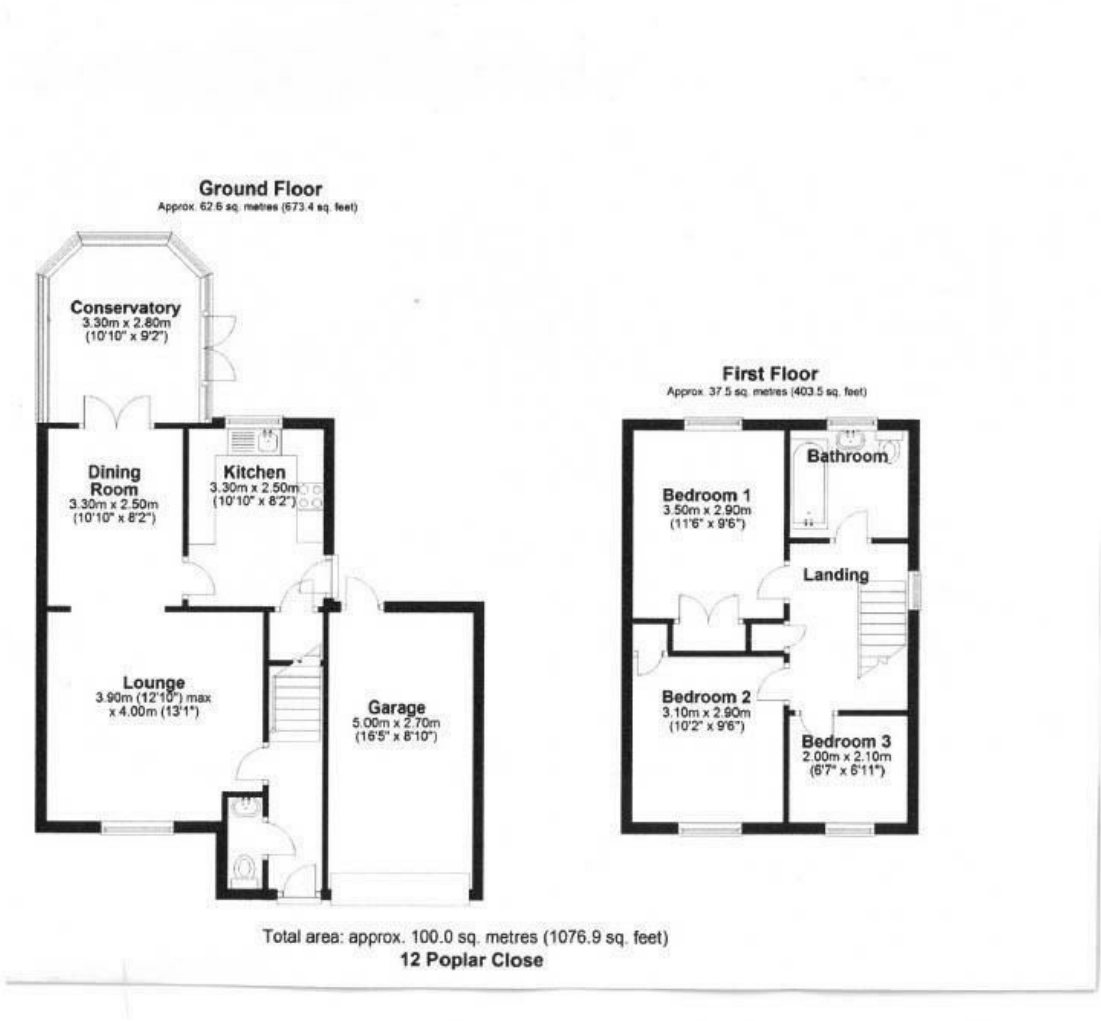 Ground Floor
Approx. 62.6 sq. metres (673.4 sq. feet)
Conservatory
3.30m x 2.80m
(10'10" x 9'2")
Dining
Room
3.30m x 2.50m
(10'10" x 8'2")
Kitchen
3.30m x 2.50m
(10'10" x 8'2")
Lounge
3.90m (12'10") max
x 4.00m (13'1")
Garage
5.00m x 2.70m
(16'5" x 8'10")
First Floor
Approx. 37.5 sq. metres (403.5 sq. feet)
Bedroom 1
3.50m x 2.90m
(11'6" x 9'6")
Bathroom
Landing
Bedroom 2
3.10m x 2.90m
(10'2" x 9'6")
Bedroom 3
2.00m x 2.10m
(6'7" x 6'11")
Total area: approx. 100.0 sq. metres (1076.9 sq. feet)
12 Poplar Close